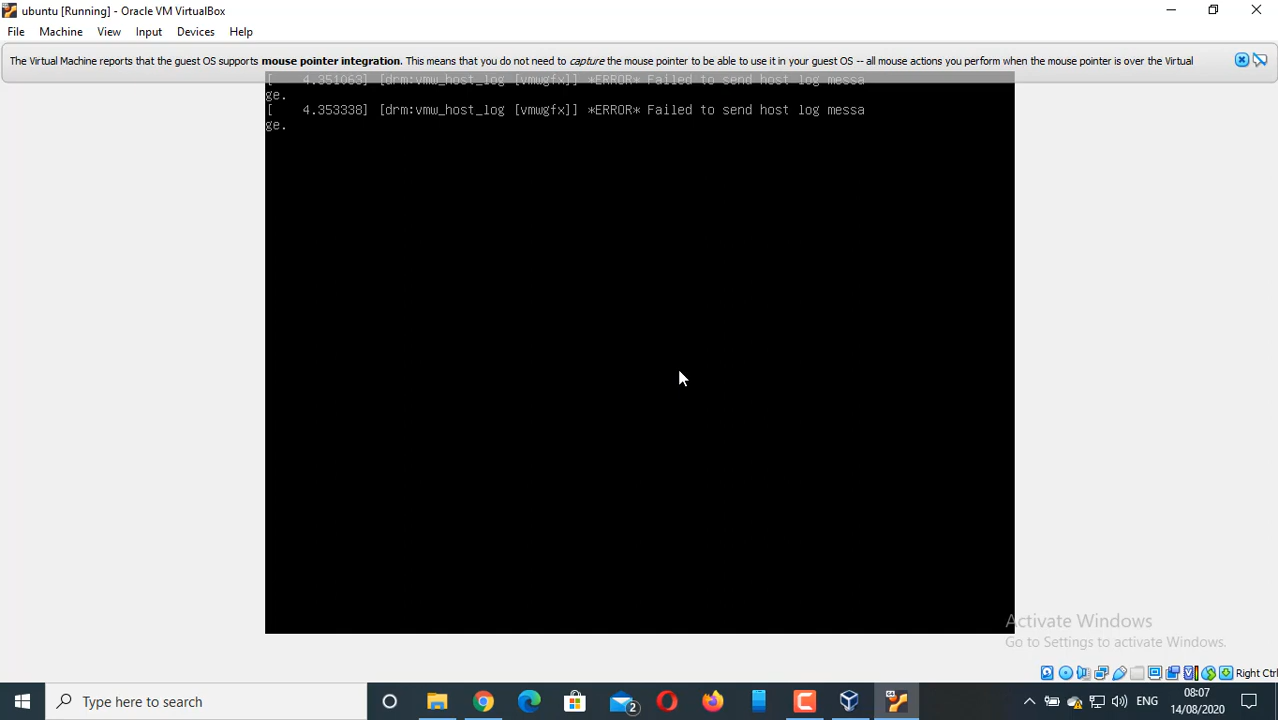 ubuntu [Running] - Oracle VM VirtualBox
File Machine View Input Devices Help
The Virtual Machine reports that the guest OS supports mouse pointer integration. This means that you do not need to capture the mouse pointer to be able to use it in your guest OS -- all mouse actions you perform when the mouse pointer is over the Virtual
[    4.351063] [drm:vmw_host_log [vmwgfx]] *ERROR* Failed to send host log messa
ge.
[    4.353338] [drm:vmw_host_log [vmwgfx]] *ERROR* Failed to send host log messa
ge.
Activate Windows
Go to Settings to activate Windows.
Right Ctrl
Type here to search
2
ENG
08:07
14/08/2020